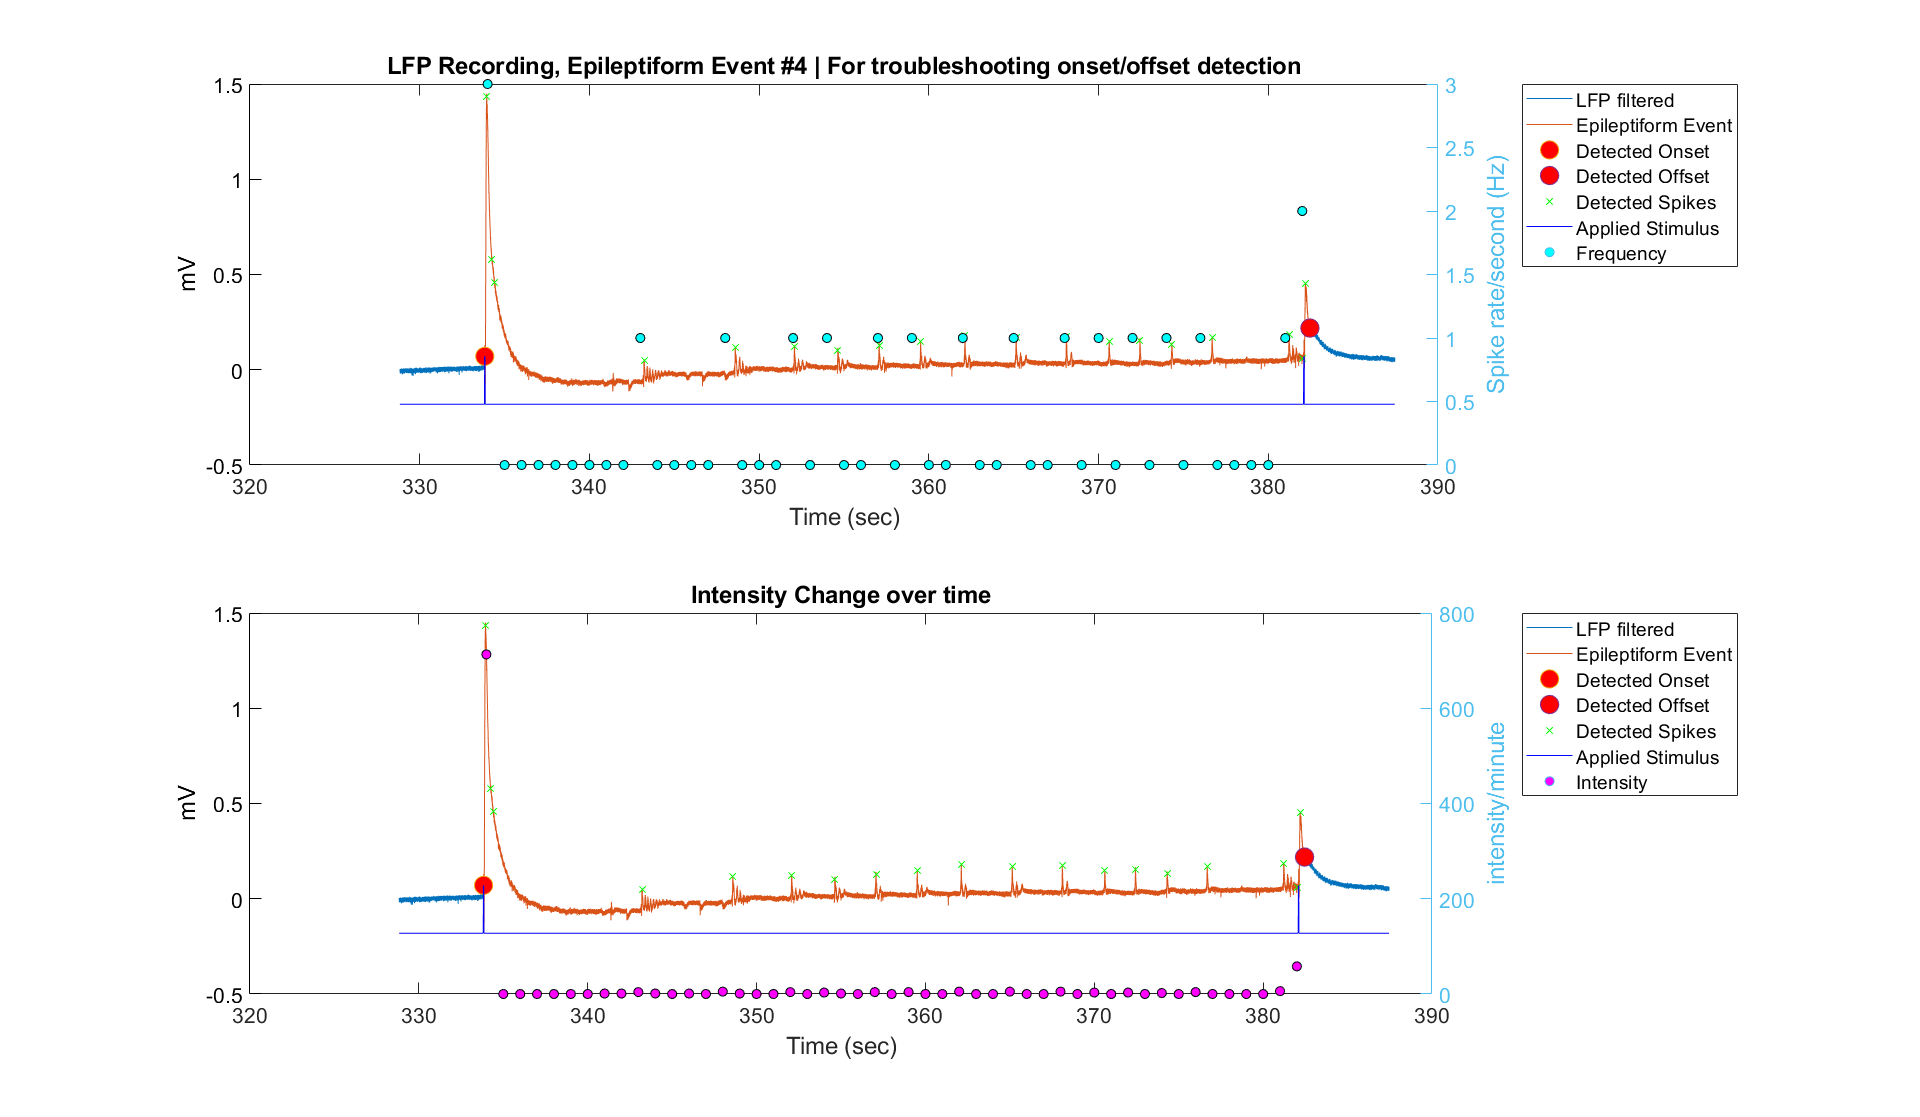 LFP Recording, Epileptiform Event #4 | For troubleshooting onset/offset detection
1.5
1
0.5
0
-0.5
mV
320
330
340
350
360
370
380
390
Time (sec)
3
2.5
2
1.5
1
0.5
0
Spike rate/second (Hz)
LFP filtered
Epileptiform Event
Detected Onset
Detected Offset
Detected Spikes
Applied Stimulus
Frequency
Intensity Change over time
1.5
1
0.5
0
-0.5
mV
320
330
340
350
360
370
380
390
Time (sec)
800
600
400
200
0
intensity/minute
LFP filtered
Epileptiform Event
Detected Onset
Detected Offset
Detected Spikes
Applied Stimulus
Intensity